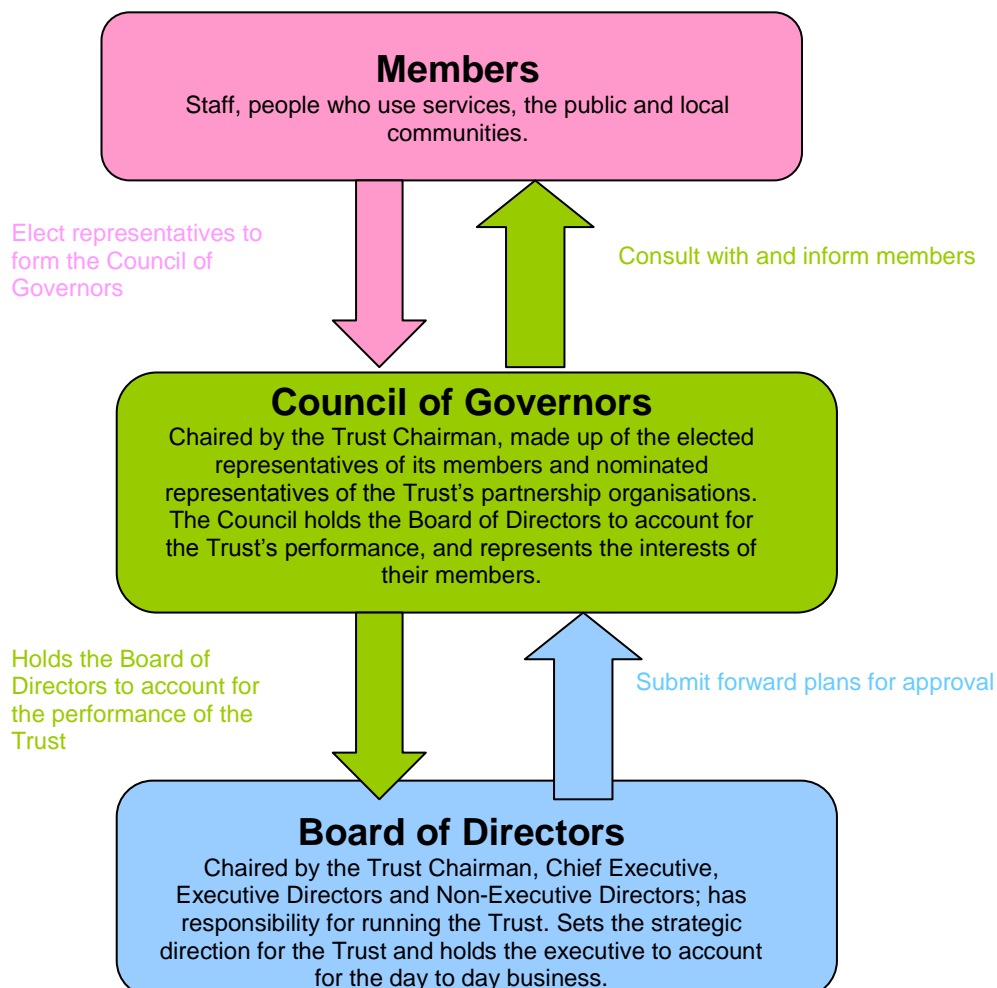 Members
Staff, people who use services, the public and local
communities.
Elect representatives to
form the Council of
Governors
Consult with and inform members
Council of Governors
Chaired by the Trust Chairman, made up of the elected
representatives of its members and nominated
representatives of the Trust's partnership organisations.
The Council holds the Board of Directors to account for
the Trust's performance, and represents the interests of
their members.
Holds the Board of
Directors to account for
the performance of the
Trust
Submit forward plans for approval
Board of Directors
Chaired by the Trust Chairman, Chief Executive,
Executive Directors and Non-Executive Directors; has
responsibility for running the Trust. Sets the strategic
direction for the Trust and holds the executive to account
for the day to day business.